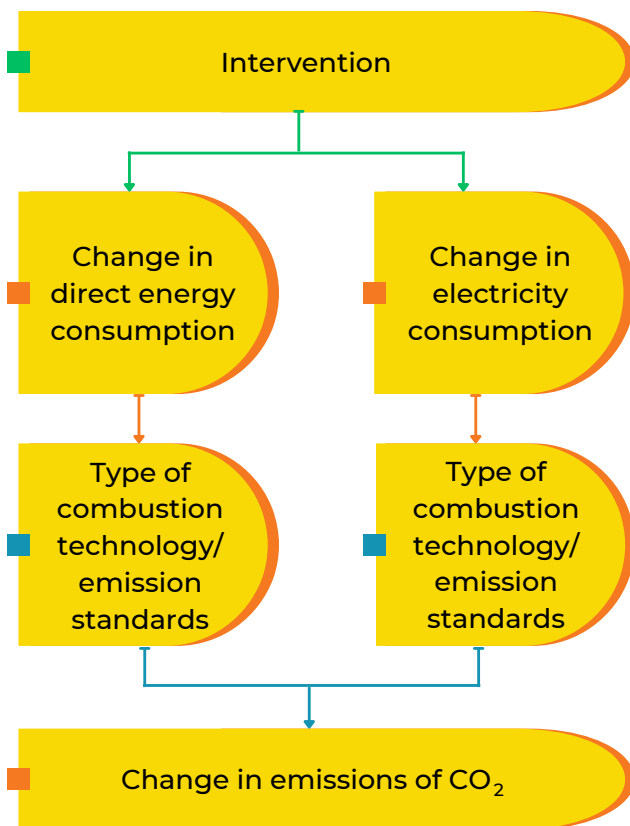 Intervention
Change in
direct energy
consumption
Change in
electricity
consumption
Type of
combustion
technology/
emission
standards
Type of
combustion
technology/
emission
standards
Change in emissions of CO₂